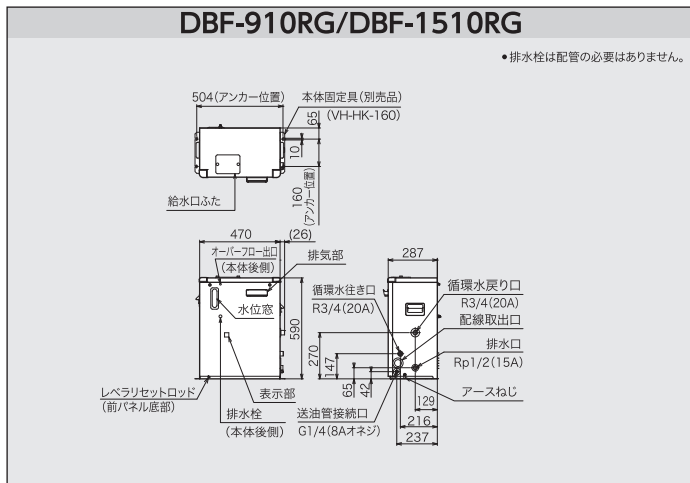 DBF-910RG/DBF-1510RG
•排水栓は配管の必要はありません。
504(アンカー位置)
本体固定具(別売品)
(VH-HK-160)
65
10
160
(アンカー位置)
給水口ふた
470
(26)
オーバーフロー出口
(本体後側)
排気部
水位窓
590
レベラリセットロッド
(前パネル底部)
表示部
排水栓
(本体後側)
287
循環水往き口
R3/4(20A)
循環水戻り口
R3/4(20A)
配線取出口
排水口
Rp1/2(15A)
アースねじ
270
147
65
42
送油管接続口
G1/4(8Aオネジ)
129
216
237